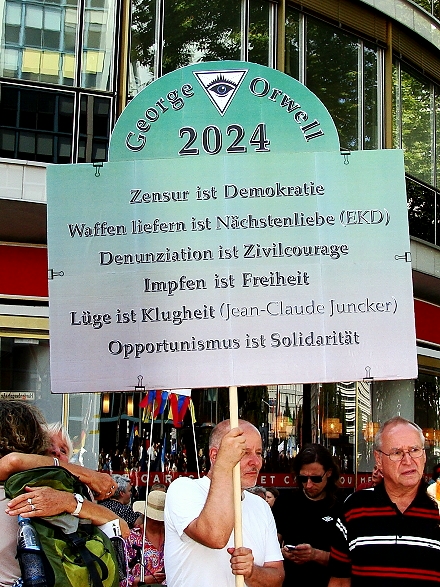 George Orwell
2024
Zensur ist Demokratie
Waffen liefern ist Nächstenliebe (EKD)
Denunziation ist Zivilcourage
Impfen ist Freiheit
Lüge ist Klugheit (Jean-Claude Juncker)
Opportunismus ist Solidarität